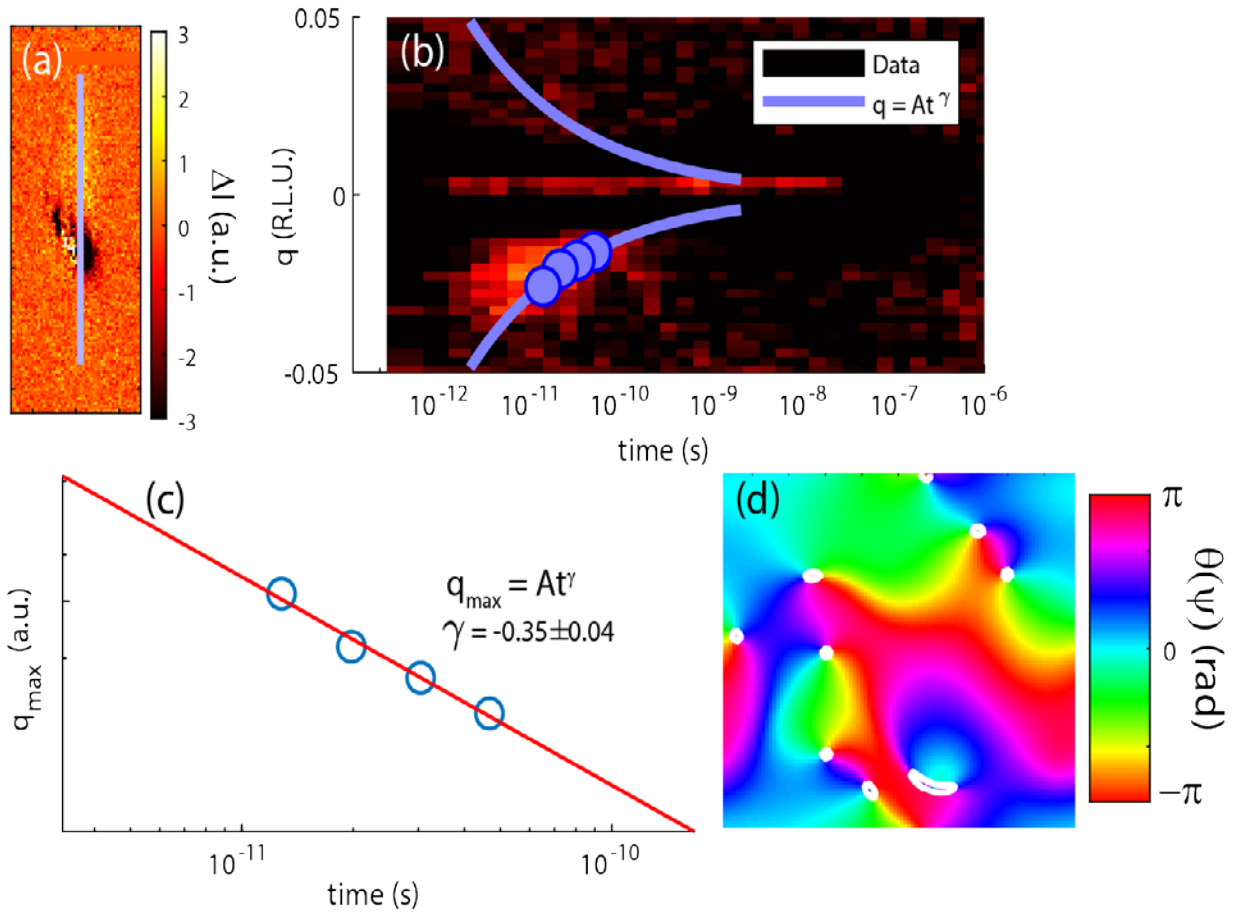 (a)
3
2
1
0
-1
-2
-3
ΔI (a.u.)
(b)
0.05
0
-0.05
q (R.L.U.)
Data
q = At^γ
10^-12
10^-11
10^-10
10^-9
10^-8
10^-7
10^-6
time (s)
(c)
q_max (a.u.)
q_max = At^γ
γ = -0.35±0.04
10^-11
10^-10
time (s)
(d)
π
0
−π
θ(ψ) (rad)